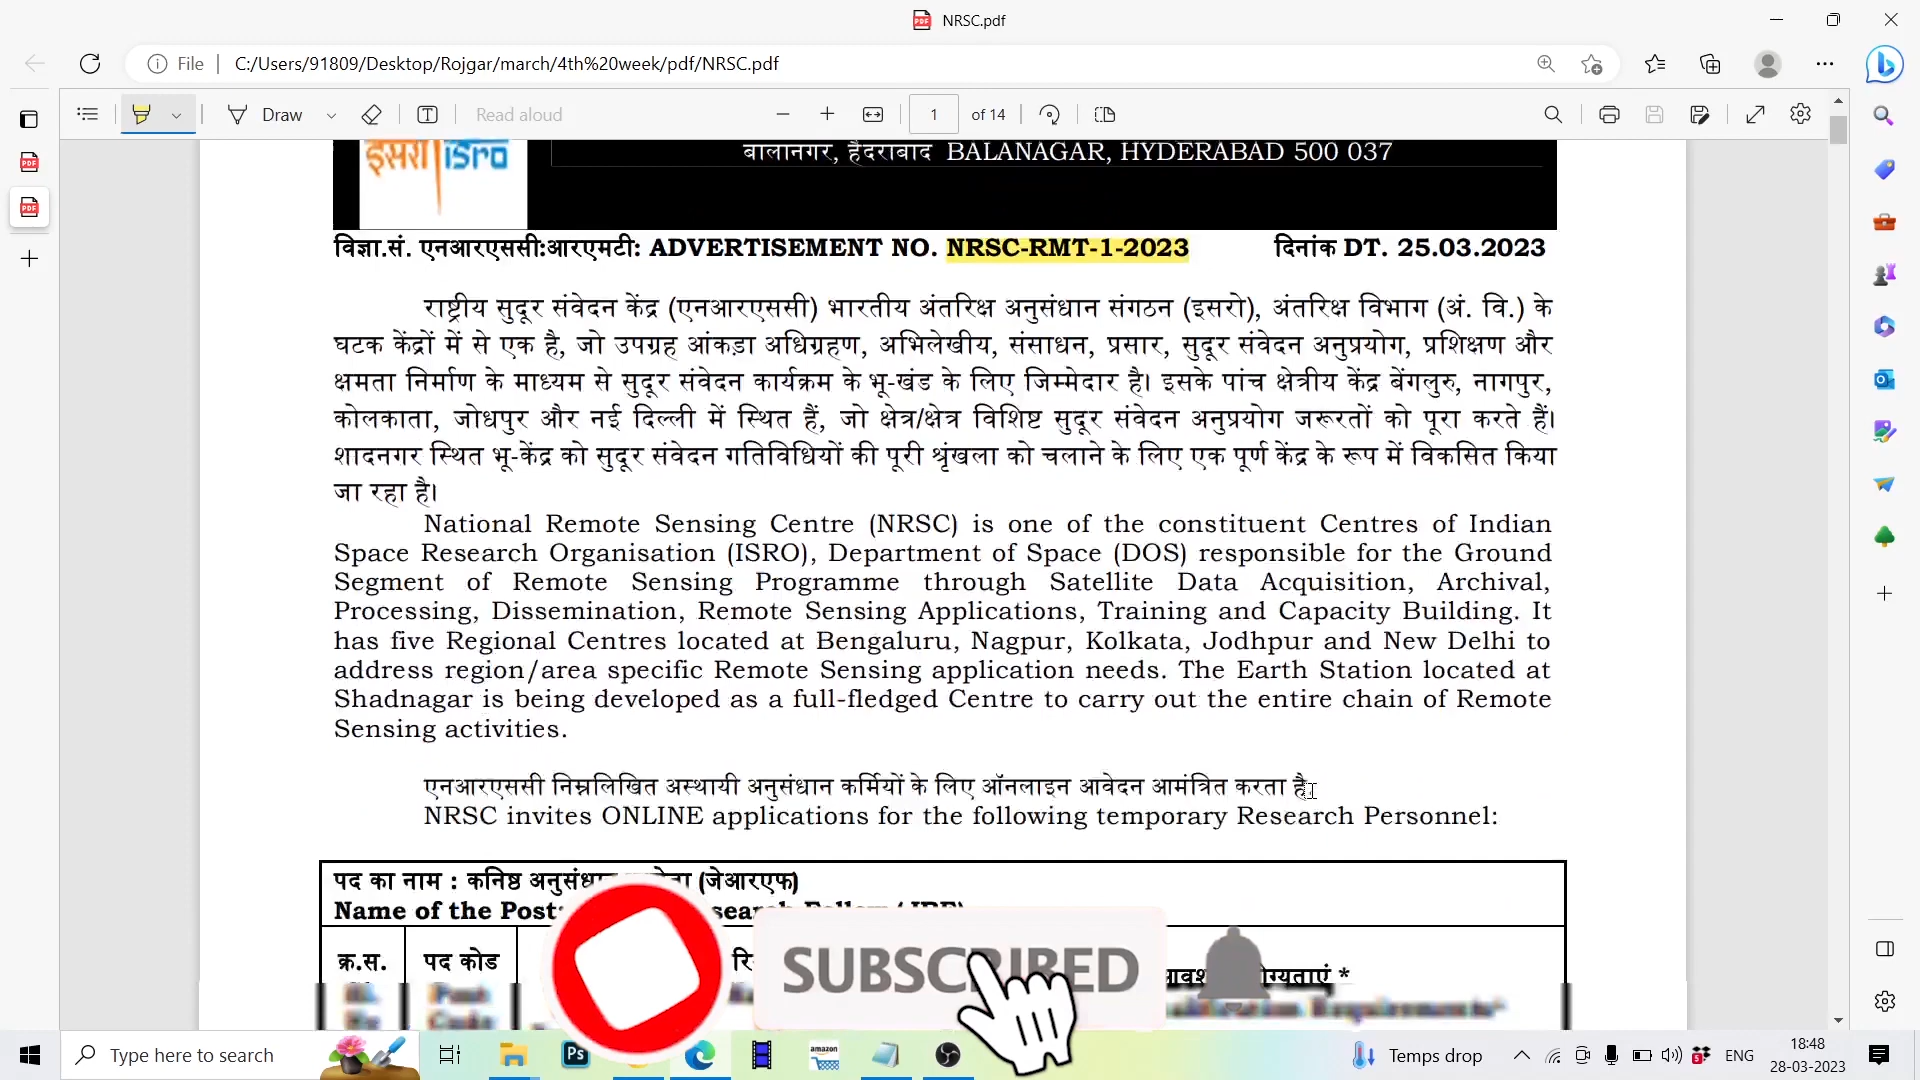 NRSC.pdf
File
C:/Users/91809/Desktop/Rojgar/march/4th%20week/pdf/NRSC.pdf
Draw
Read aloud
1 of 14
इसरो isro
बालानगर, हैदराबाद BALANAGAR, HYDERABAD 500 037
विज्ञा.सं. एनआरएससी:आरएमटी: ADVERTISEMENT NO. NRSC-RMT-1-2023 दिनांक DT. 25.03.2023
राष्ट्रीय सुदूर संवेदन केंद्र (एनआरएससी) भारतीय अंतरिक्ष अनुसंधान संगठन (इसरो), अंतरिक्ष विभाग (अं. वि.) के
घटक केंद्रों में से एक है, जो उपग्रह आंकड़ा अधिग्रहण, अभिलेखीय, संसाधन, प्रसार, सुदूर संवेदन अनुप्रयोग, प्रशिक्षण और
क्षमता निर्माण के माध्यम से सुदूर संवेदन कार्यक्रम के भू-खंड के लिए जिम्मेदार है। इसके पांच क्षेत्रीय केंद्र बेंगलुरु, नागपुर,
कोलकाता, जोधपुर और नई दिल्ली में स्थित हैं, जो क्षेत्र/क्षेत्र विशिष्ट सुदूर संवेदन अनुप्रयोग जरूरतों को पूरा करते हैं।
शादनगर स्थित भू-केंद्र को सुदूर संवेदन गतिविधियों की पूरी श्रृंखला को चलाने के लिए एक पूर्ण केंद्र के रूप में विकसित किया
जा रहा है।
National Remote Sensing Centre (NRSC) is one of the constituent Centres of Indian
Space Research Organisation (ISRO), Department of Space (DOS) responsible for the Ground
Segment of Remote Sensing Programme through Satellite Data Acquisition, Archival,
Processing, Dissemination, Remote Sensing Applications, Training and Capacity Building. It
has five Regional Centres located at Bengaluru, Nagpur, Kolkata, Jodhpur and New Delhi to
address region/area specific Remote Sensing application needs. The Earth Station located at
Shadnagar is being developed as a full-fledged Centre to carry out the entire chain of Remote
Sensing activities.
एनआरएससी निम्नलिखित अस्थायी अनुसंधान कर्मियों के लिए ऑनलाइन आवेदन आमंत्रित करता है
NRSC invites ONLINE applications for the following temporary Research Personnel:
पद का नाम : कनिष्ठ (जेआरएफ)
Name of the Post:
क्र.स. पद कोड
SUBSCRIBED
Type here to search
Ps
amazon
Temps drop
ENG
18:48
28-03-2023